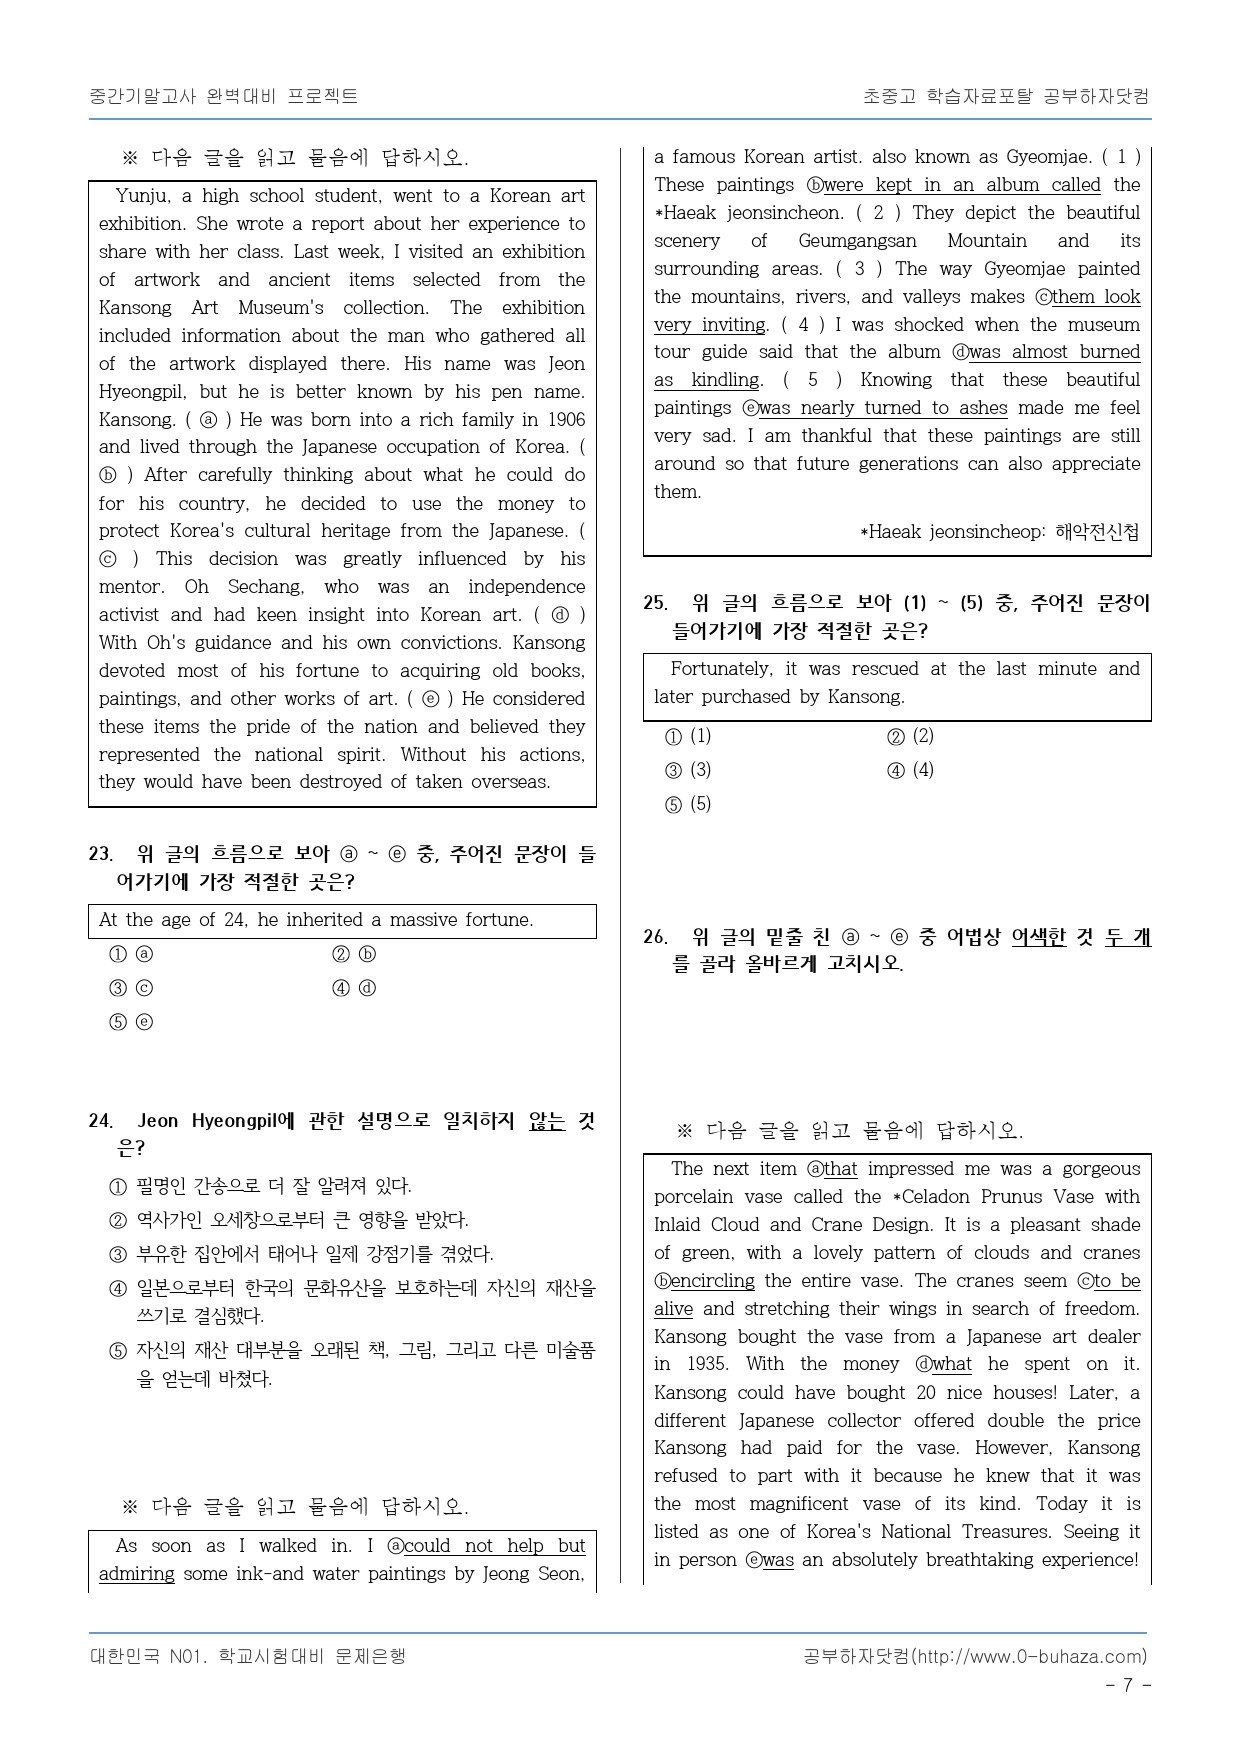 중간기말고사 완벽대비 프로젝트
초중고 학습자료포탈 공부하자닷컴
※ 다음 글을 읽고 물음에 답하시오.
Yunju, a high school student, went to a Korean art
exhibition. She wrote a report about her experience to
share with her class. Last week, I visited an exhibition
of artwork and ancient items selected from the
Kansong Art Museum's collection. The exhibition
included information about the man who gathered all
of the artwork displayed there. His name was Jeon
Hyeongpil, but he is better known by his pen name.
Kansong. ( ⓐ ) He was born into a rich family in 1906
and lived through the Japanese occupation of Korea. (
ⓑ ) After carefully thinking about what he could do
for his country, he decided to use the money to
protect Korea's cultural heritage from the Japanese. (
ⓒ ) This decision was greatly influenced by his
mentor. Oh Sechang, who was an independence
activist and had keen insight into Korean art. ( ⓓ )
With Oh's guidance and his own convictions. Kansong
devoted most of his fortune to acquiring old books,
paintings, and other works of art. ( ⓔ ) He considered
these items the pride of the nation and believed they
represented the national spirit. Without his actions,
they would have been destroyed of taken overseas.
23. 위 글의 흐름으로 보아 ⓐ ~ ⓔ 중, 주어진 문장이 들
어가기에 가장 적절한 곳은?
At the age of 24, he inherited a massive fortune.
① ⓐ ② ⓑ
③ ⓒ ④ ⓓ
⑤ ⓔ
24. Jeon Hyeongpil에 관한 설명으로 일치하지 않는 것
은?
① 필명인 간송으로 더 잘 알려져 있다.
② 역사가인 오세창으로부터 큰 영향을 받았다.
③ 부유한 집안에서 태어나 일제 강점기를 겪었다.
④ 일본으로부터 한국의 문화유산을 보호하는데 자신의 재산을
쓰기로 결심했다.
⑤ 자신의 재산 대부분을 오래된 책, 그림, 그리고 다른 미술품
을 얻는데 바쳤다.
※ 다음 글을 읽고 물음에 답하시오.
As soon as I walked in. I ⓐcould not help but
admiring some ink-and water paintings by Jeong Seon,
a famous Korean artist. also known as Gyeomjae. ( 1 )
These paintings ⓑwere kept in an album called the
*Haeak jeonsincheon. ( 2 ) They depict the beautiful
scenery of Geumgangsan Mountain and its
surrounding areas. ( 3 ) The way Gyeomjae painted
the mountains, rivers, and valleys makes ⓒthem look
very inviting. ( 4 ) I was shocked when the museum
tour guide said that the album ⓓwas almost burned
as kindling. ( 5 ) Knowing that these beautiful
paintings ⓔwas nearly turned to ashes made me feel
very sad. I am thankful that these paintings are still
around so that future generations can also appreciate
them.
*Haeak jeonsincheop: 해악전신첩
25. 위 글의 흐름으로 보아 (1) ~ (5) 중, 주어진 문장이
들어가기에 가장 적절한 곳은?
Fortunately, it was rescued at the last minute and
later purchased by Kansong.
① (1) ② (2)
③ (3) ④ (4)
⑤ (5)
26. 위 글의 밑줄 친 ⓐ ~ ⓔ 중 어법상 어색한 것 두 개
를 골라 올바르게 고치시오.
※ 다음 글을 읽고 물음에 답하시오.
The next item ⓐthat impressed me was a gorgeous
porcelain vase called the *Celadon Prunus Vase with
Inlaid Cloud and Crane Design. It is a pleasant shade
of green, with a lovely pattern of clouds and cranes
ⓑencircling the entire vase. The cranes seem ⓒto be
alive and stretching their wings in search of freedom.
Kansong bought the vase from a Japanese art dealer
in 1935. With the money ⓓwhat he spent on it.
Kansong could have bought 20 nice houses! Later, a
different Japanese collector offered double the price
Kansong had paid for the vase. However, Kansong
refused to part with it because he knew that it was
the most magnificent vase of its kind. Today it is
listed as one of Korea's National Treasures. Seeing it
in person ⓔwas an absolutely breathtaking experience!
대한민국 N01. 학교시험대비 문제은행
공부하자닷컴(http://www.0-buhaza.com)
- 7 -